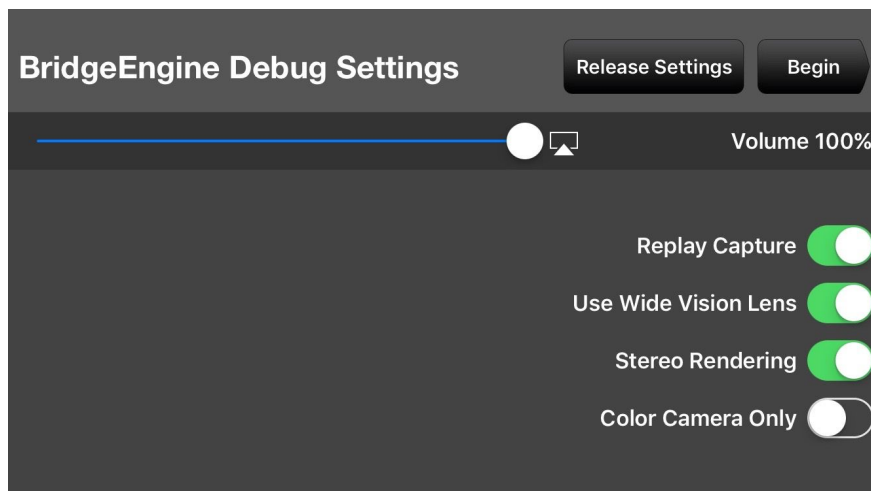 BridgeEngine Debug Settings
Release Settings
Begin
Volume 100%
Replay Capture
Use Wide Vision Lens
Stereo Rendering
Color Camera Only